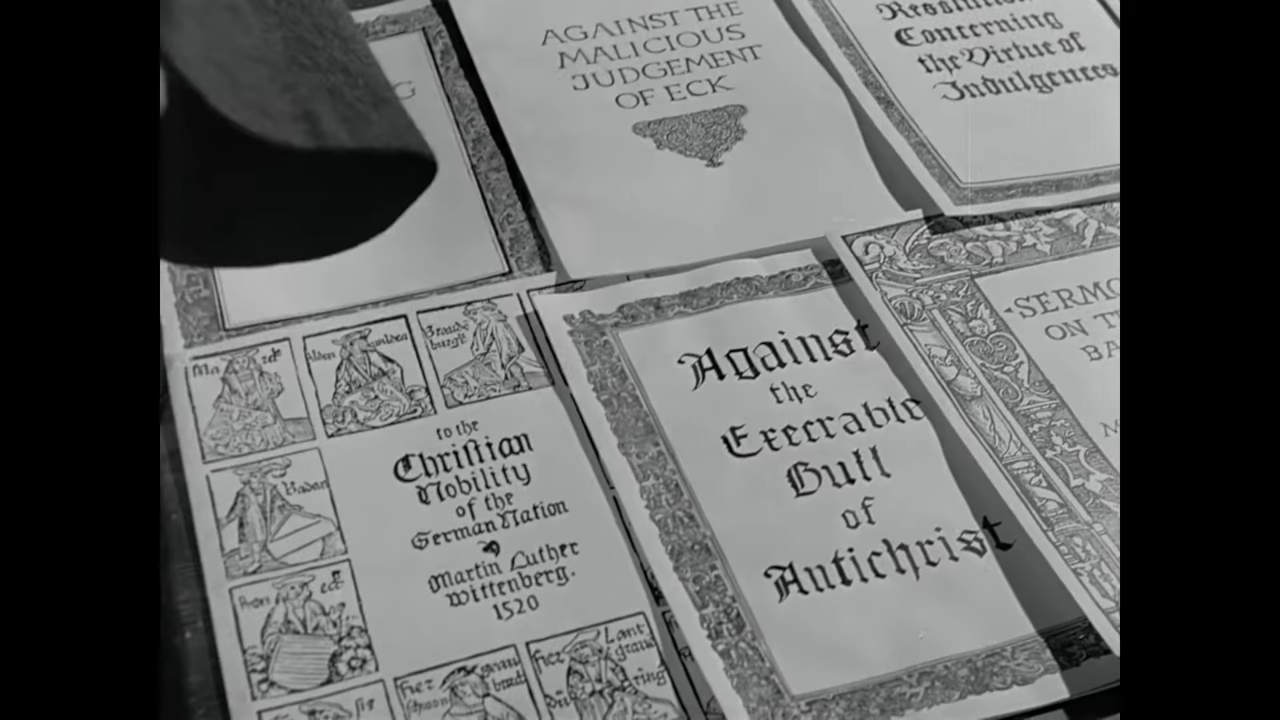 G
AGAINST THE
MALICIOUS
JUDGEMENT
OF ECK
Concerning
the Virtue of
Indulgences
to the
Christian
Nobility
of the
German Nation
Martin Luther
Wittenberg.
1520
Baden
Against
the
Execrable
Bull
of
Antichrist
SERMO
ON T
BA
M